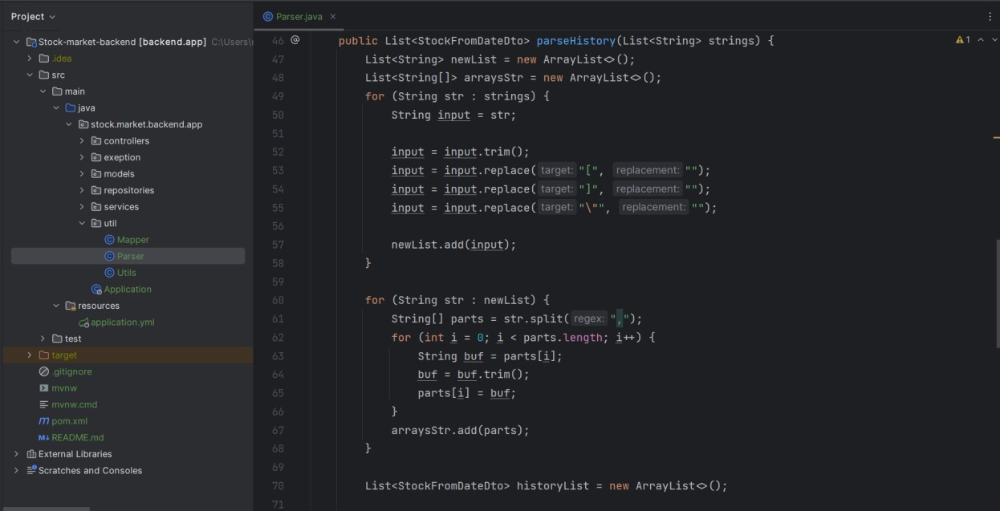 Project
Stock-market-backend [backend.app] C:\Users\
.idea
src
main
java
stock.market.backend.app
controllers
exeption
models
repositories
services
util
Mapper
Parser
Utils
Application
resources
application.yml
test
target
.gitignore
mvnw
mvnw.cmd
pom.xml
M↓ README.md
External Libraries
Scratches and Consoles
Parser.java
1
46 @ public List<StockFromDateDto> parseHistory(List<String> strings) {
47 List<String> newList = new ArrayList<>();
48 List<String[]> arraysStr = new ArrayList<>();
49 for (String str : strings) {
50 String input = str;
51
52 input = input.trim();
53 input = input.replace( target: "[", replacement: "");
54 input = input.replace( target: "]", replacement: "");
55 input = input.replace( target: "\"", replacement: "");
56
57 newList.add(input);
58 }
59
60 for (String str : newList) {
61 String[] parts = str.split( regex: ",");
62 for (int i = 0; i < parts.length; i++) {
63 String buf = parts[i];
64 buf = buf.trim();
65 parts[i] = buf;
66 }
67 arraysStr.add(parts);
68 }
69
70 List<StockFromDateDto> historyList = new ArrayList<>();
71